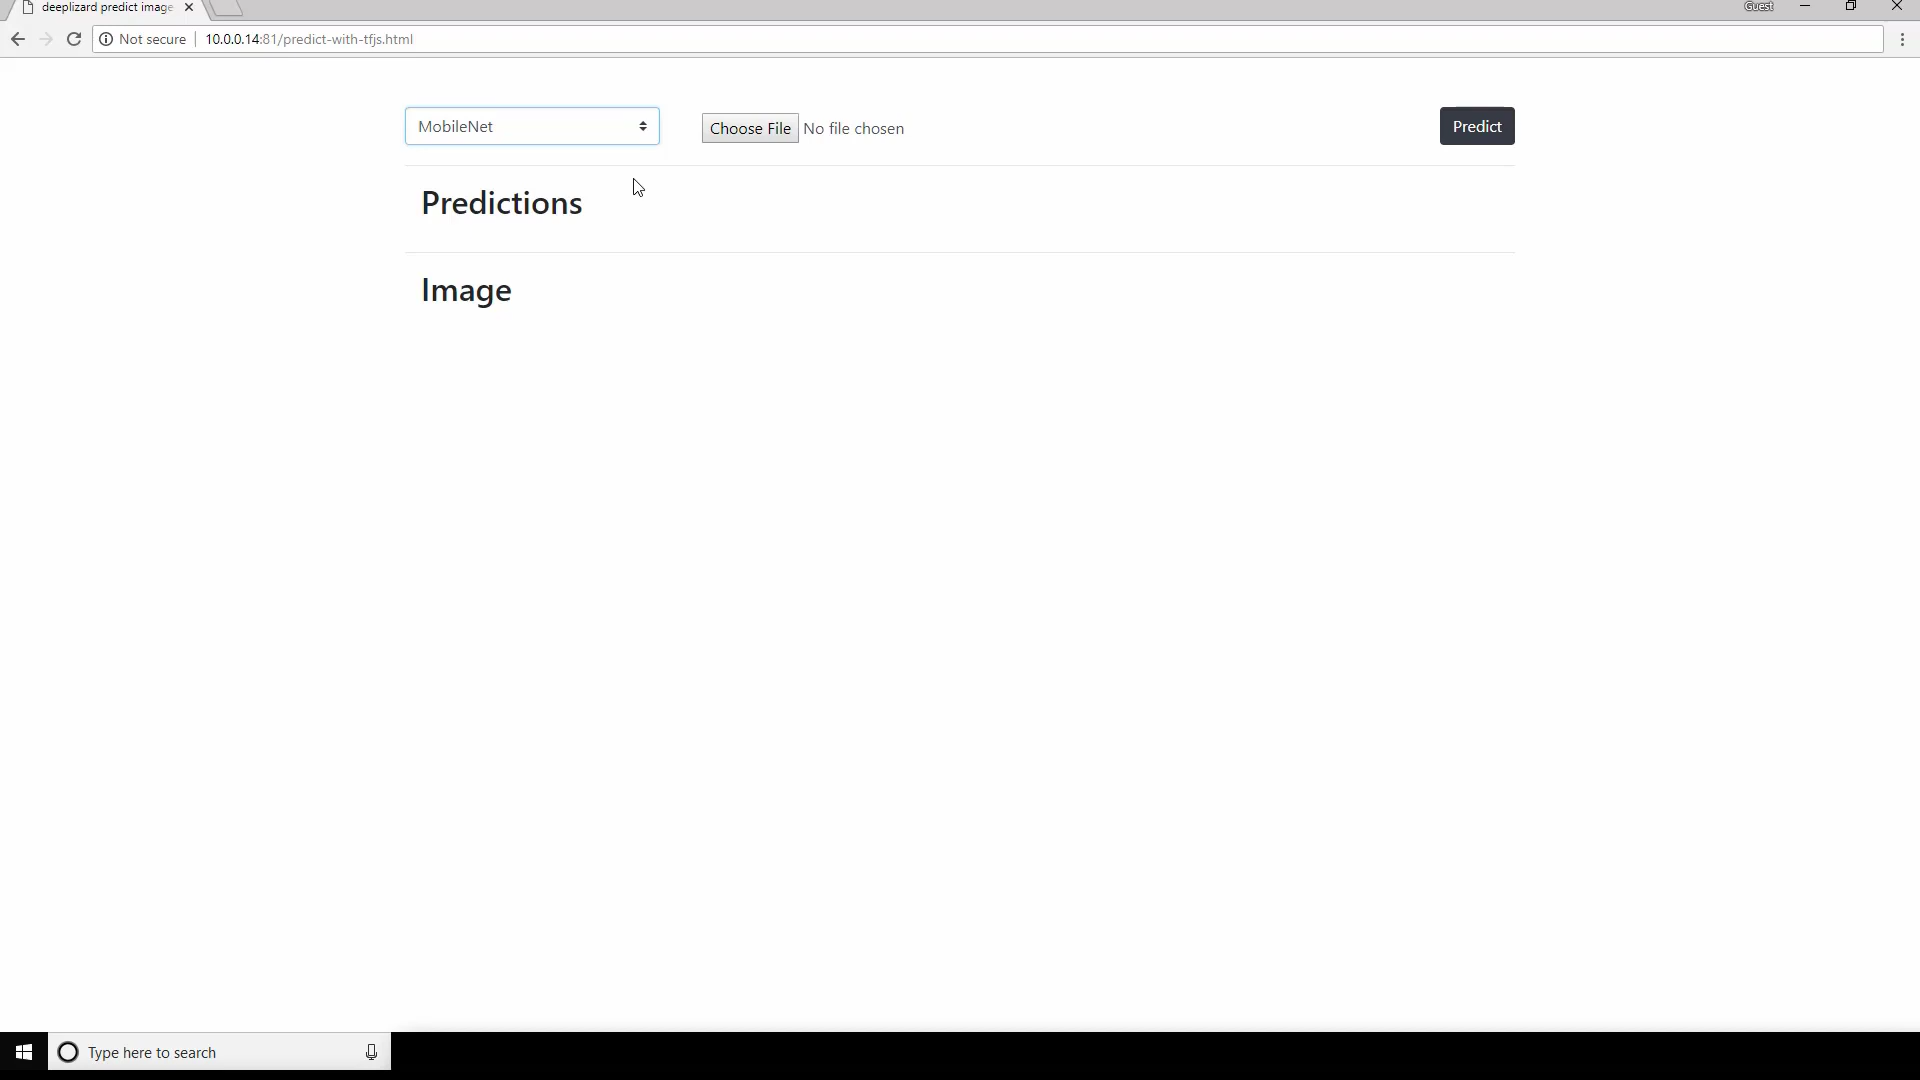 deeplizard predict image
Guest
Not secure
10.0.0.14:81/predict-with-tfjs.html
MobileNet
Choose File No file chosen
Predict
Predictions
Image
Type here to search